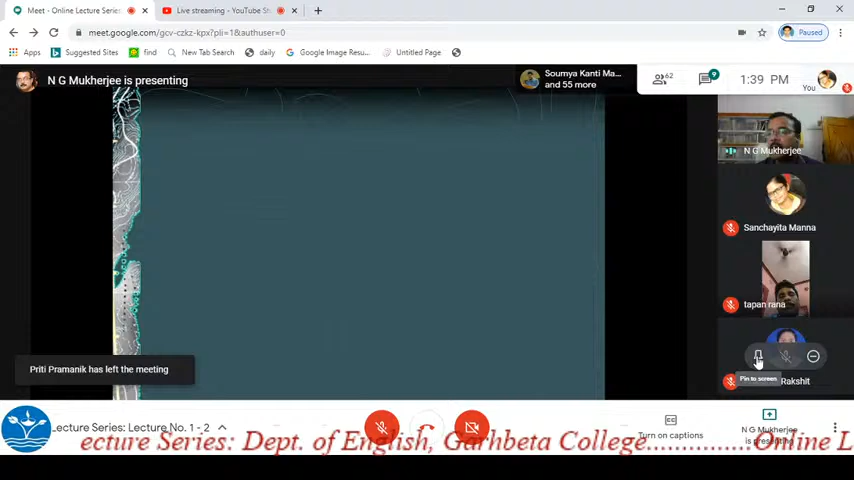 Meet - Online Lecture Series:
Live streaming - YouTube St
meet.google.com/gcv-czkz-kpx?pli=1&authuser=0
Paused
Apps
Suggested Sites
find
New Tab Search
daily
Google Image Resu...
Untitled Page
N G Mukherjee is presenting
Soumya Kanti Ma...
and 55 more
62
9
1:39 PM
You
N G Mukherjee
Sanchayita Manna
tapan rana
Pin to screen
Rakshit
Priti Pramanik has left the meeting
ecture Series: Lecture No. 1 - 2
Turn on captions
N G Mukherjee
is presenting
ecture Series: Dept. of English, Garhbeta College..............Online L